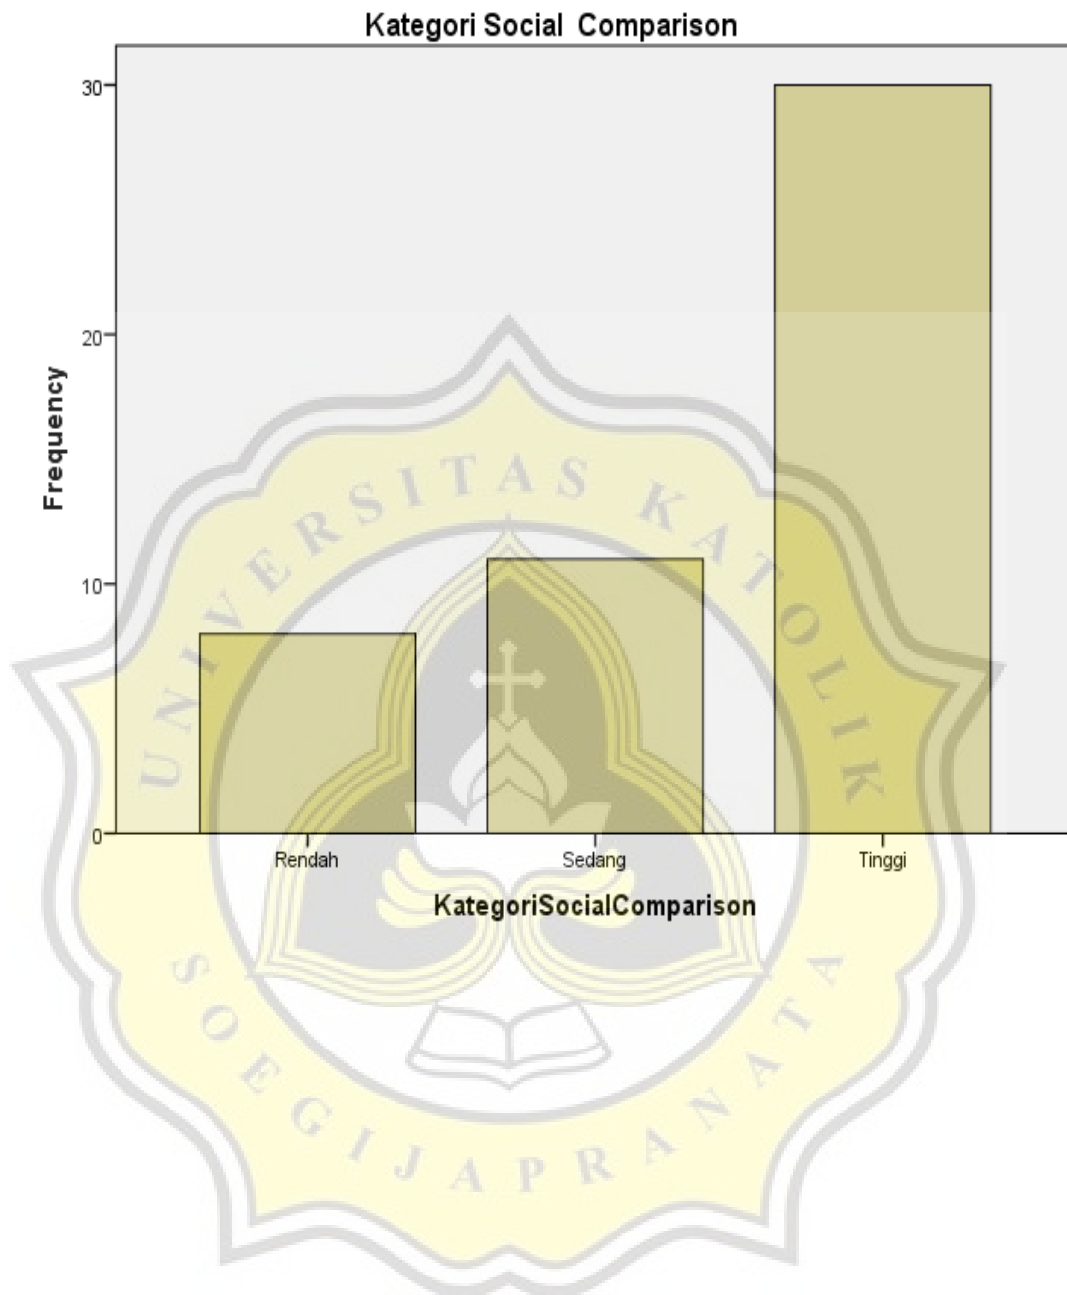 Kategori Social Comparison
30
20
10
0
Frequency
Rendah Sedang Tinggi
KategoriSocialComparison
UNIVERSITAS KATOLIK
SOEGIJAPRANATA